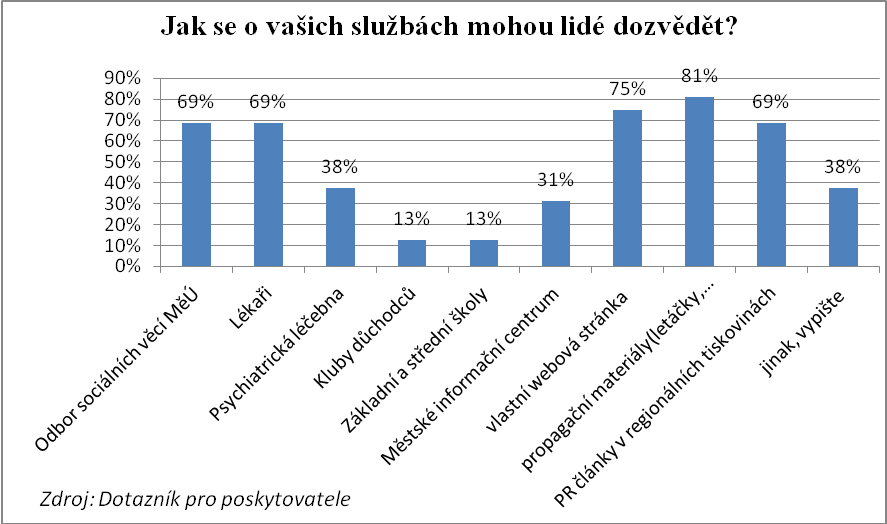 Jak se o vašich službách mohou lidé dozvědět?
90%
80%
70%
60%
50%
40%
30%
20%
10%
0%
69%
69%
38%
13%
13%
31%
75%
81%
69%
38%
Odbor sociálních věcí MěÚ
Lékaři
Psychiatrická léčebna
Kluby důchodců
Základní a střední školy
Městské informační centrum
vlastní webová stránka
propagační materiály(letáčky,...
PR články v regionálních tiskovinách
jinak, vypište
Zdroj: Dotazník pro poskytovatele